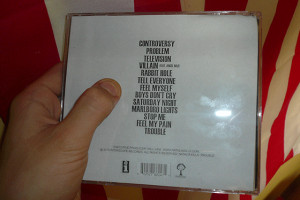 CONTROVERSY
PROBLEM
TELEVISION
VILLAIN
RABBIT HOLE
TELL EVERYONE
FEEL MYSELF
BOYS DON'T CRY
SATURDAY NIGHT
MARLBORO LIGHTS
STOP ME
FEEL MY PAIN
TROUBLE